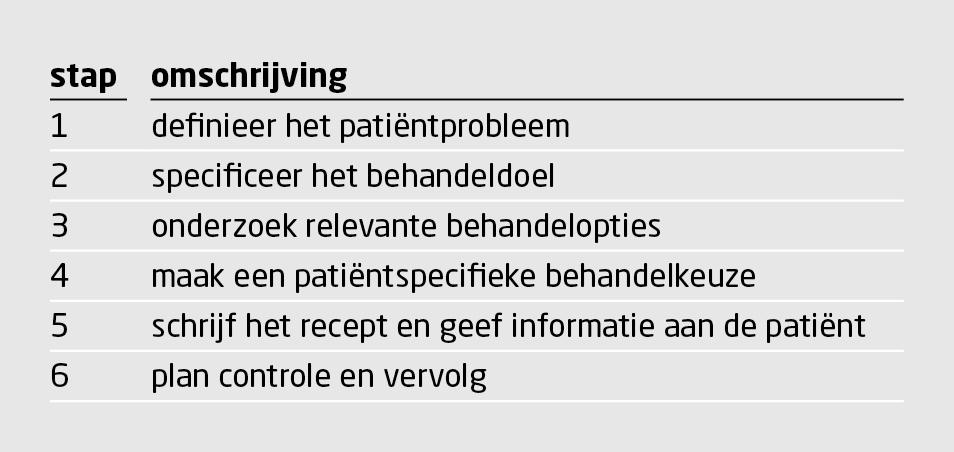 stap omschrijving
1 definieer het patiëntprobleem
2 specificeer het behandeldoel
3 onderzoek relevante behandelopties
4 maak een patiëntspecifieke behandelkeuze
5 schrijf het recept en geef informatie aan de patiënt
6 plan controle en vervolg